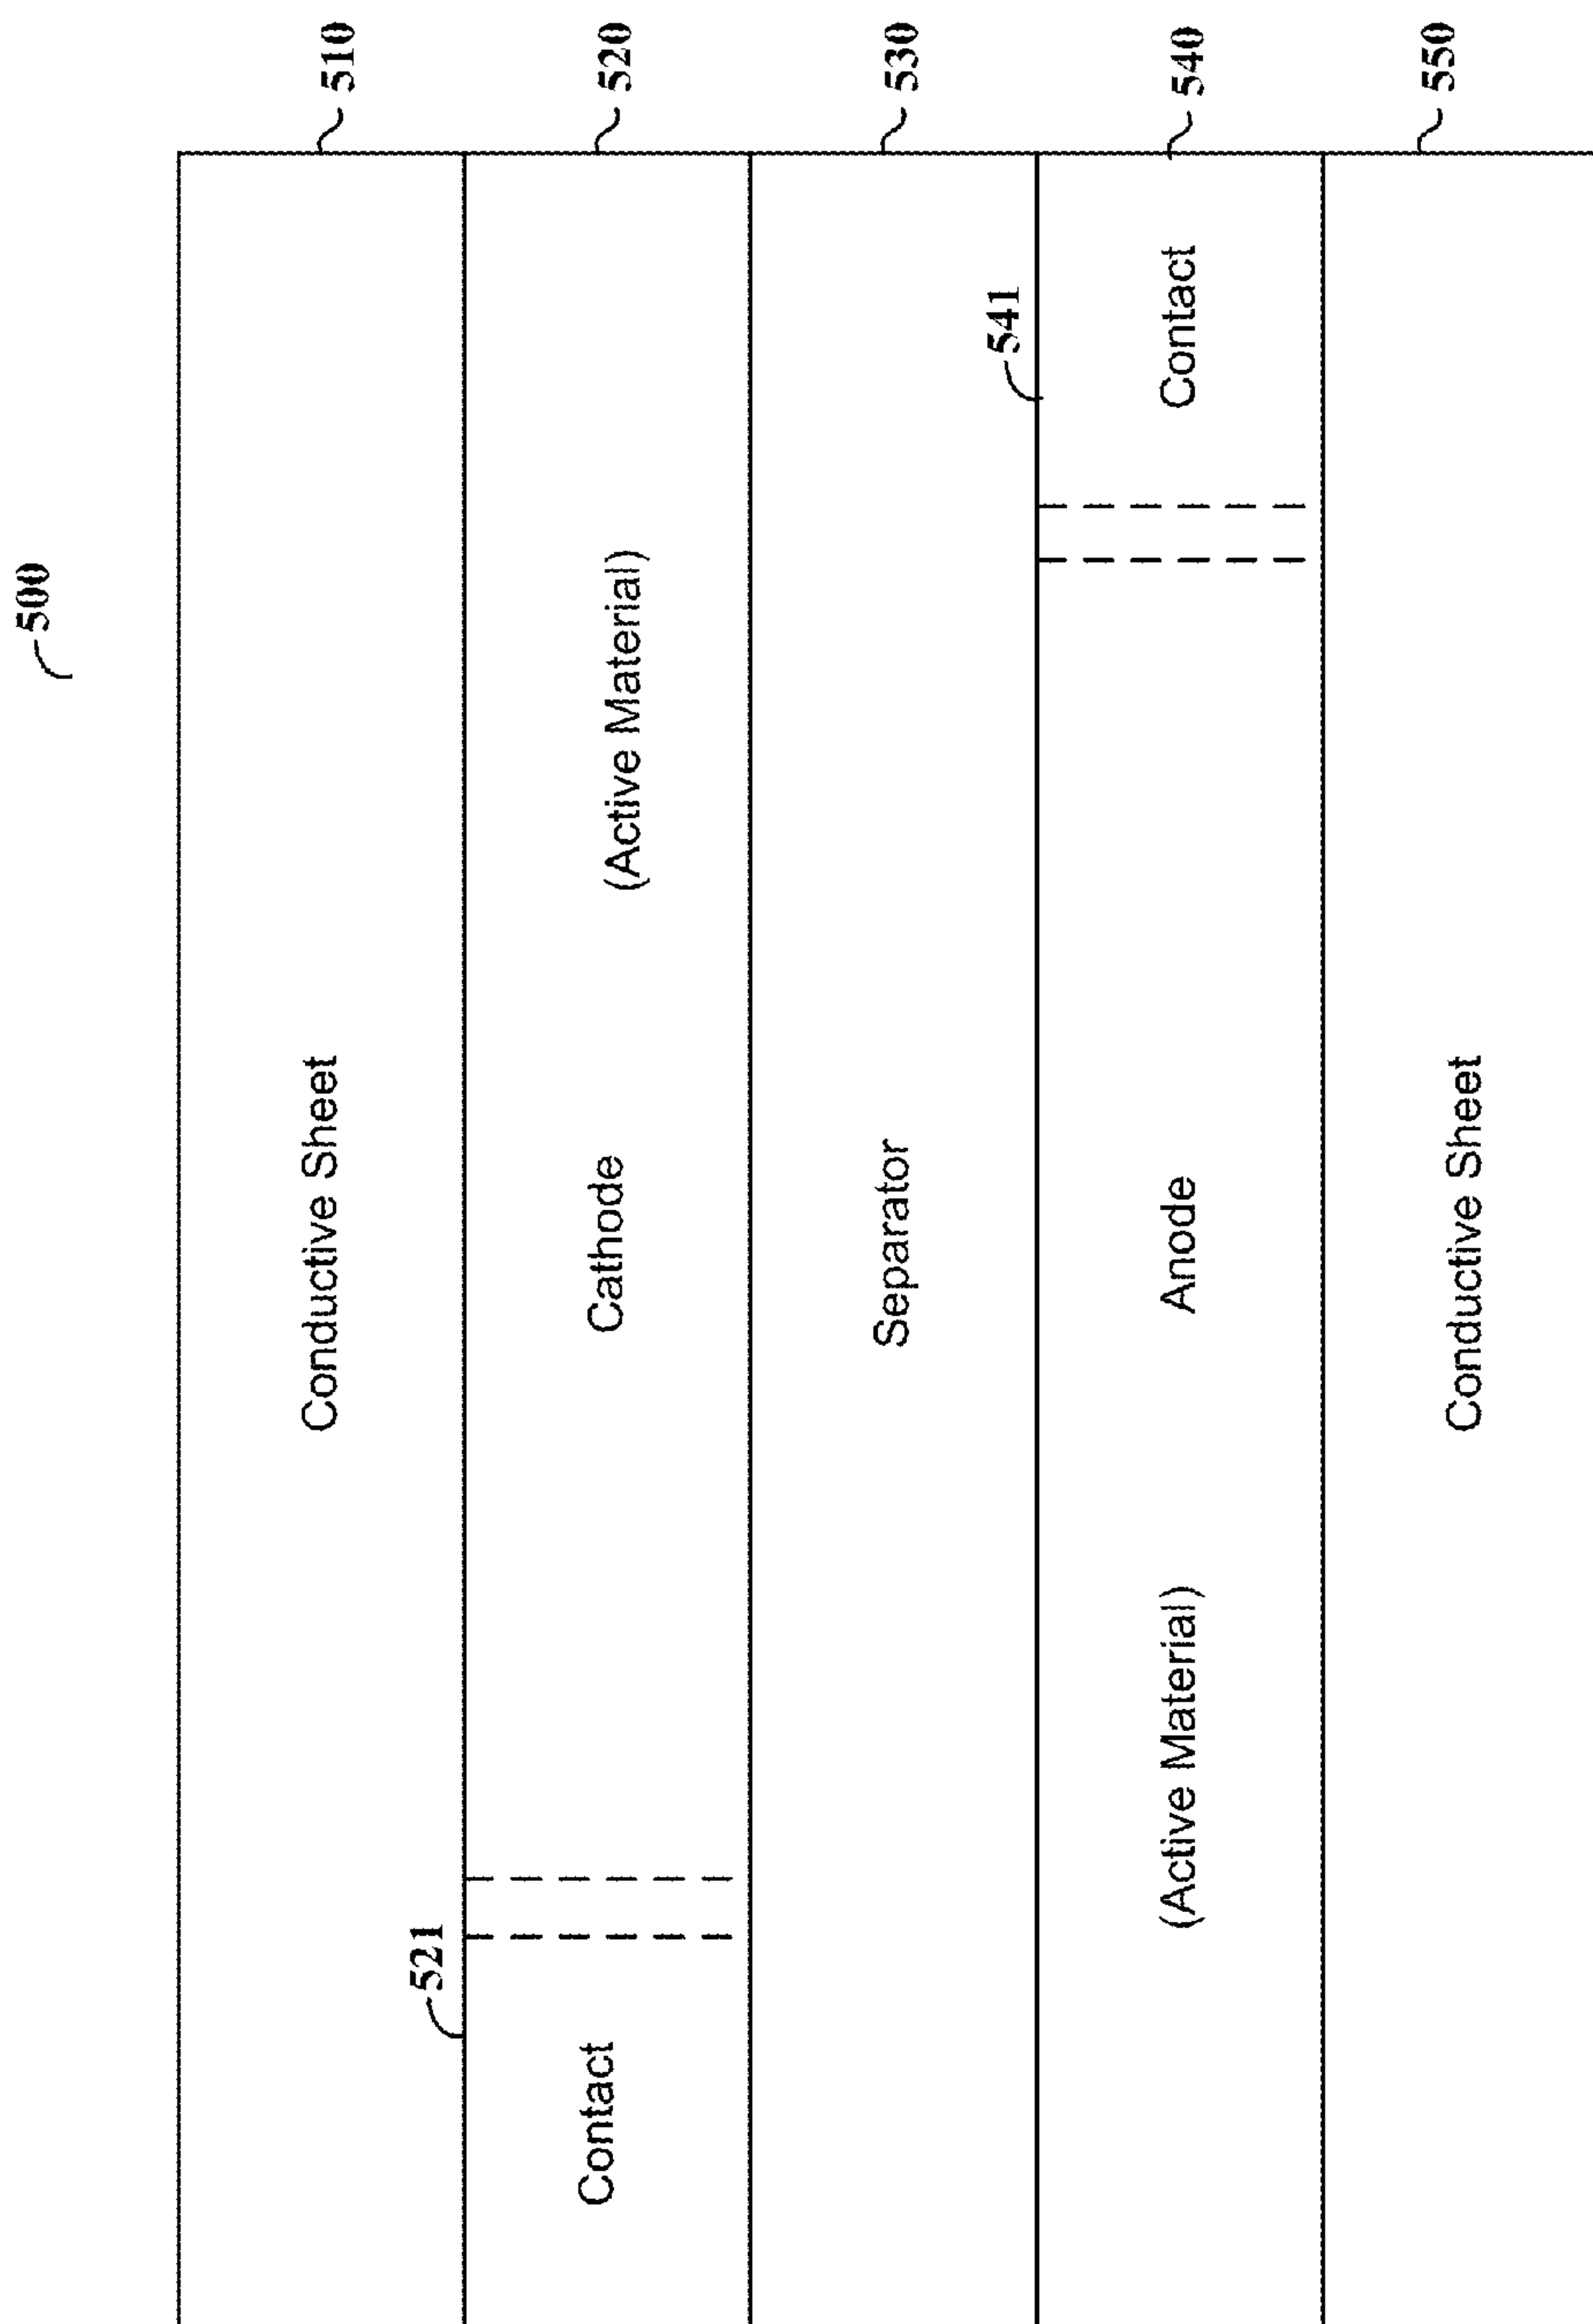 500
Conductive Sheet
510
521
Contact
Cathode
(Active Material)
520
Separator
530
541
(Active Material)
Anode
Contact
540
Conductive Sheet
550